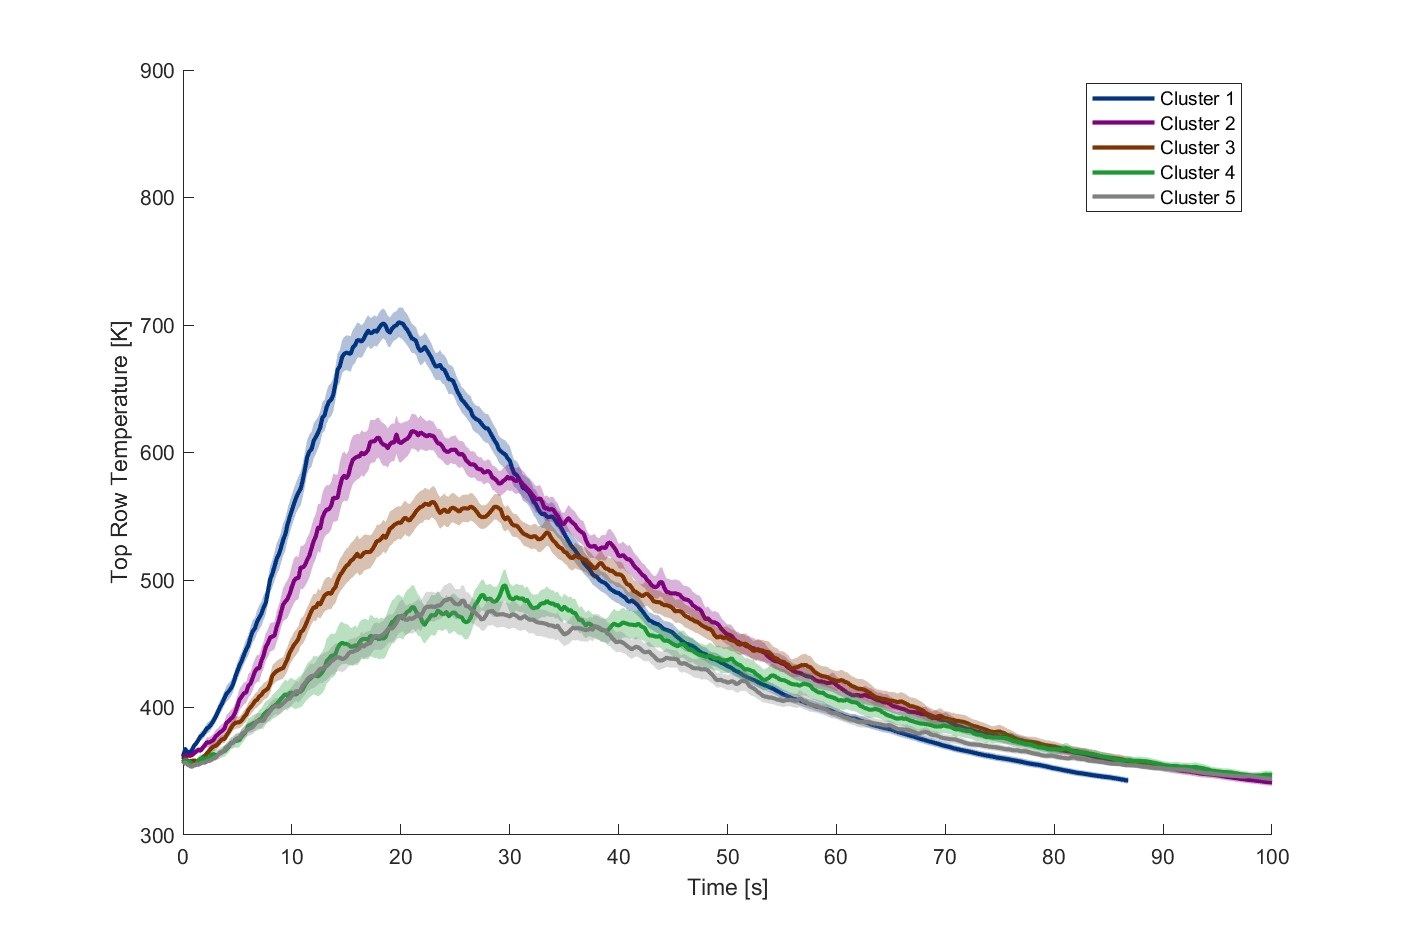 900
800
700
600
500
400
300
Top Row Temperature [K]
Cluster 1
Cluster 2
Cluster 3
Cluster 4
Cluster 5
0 10 20 30 40 50 60 70 80 90 100
Time [s]